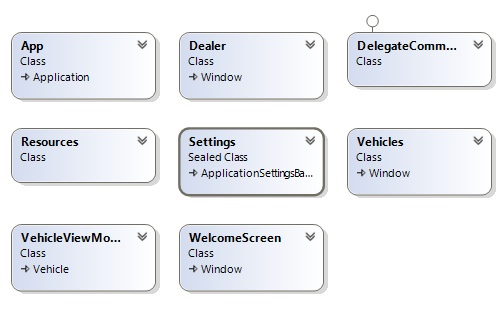 App
Class
Application
Dealer
Class
Window
DelegateComm...
Class
Resources
Class
Settings
Sealed Class
ApplicationSettingsBa...
Vehicles
Class
Window
VehicleViewMo...
Class
Vehicle
WelcomeScreen
Class
Window